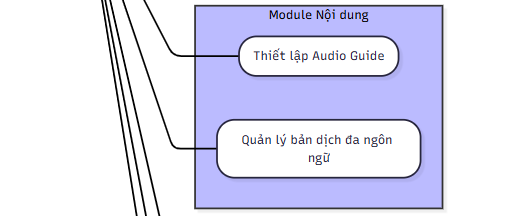 Module Nội dung
Thiết lập Audio Guide
Quản lý bản dịch đa ngôn
ngữ